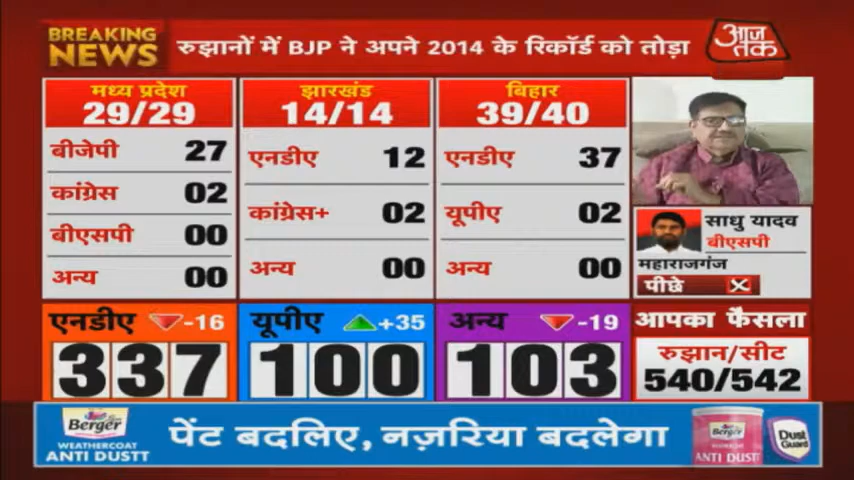 BREAKING NEWS
रुझानों में BJP ने अपने 2014 के रिकॉर्ड को तोड़ा
आज तक
मध्य प्रदेश
29/29
बीजेपी 27
कांग्रेस 02
बीएसपी 00
अन्य 00
झारखंड
14/14
एनडीए 12
कांग्रेस+ 02
अन्य 00
बिहार
39/40
एनडीए 37
यूपीए 02
अन्य 00
साधु यादव
बीएसपी
महाराजगंज
पीछे X
एनडीए -16
337
यूपीए +35
100
अन्य -19
103
आपका फैसला
रुझान/सीट
540/542
Berger
WEATHERCOAT
ANTI DUSTT
पेंट बदलिए, नज़रिया बदलेगा
Berger
ANTI DUSTT
Dust Guard